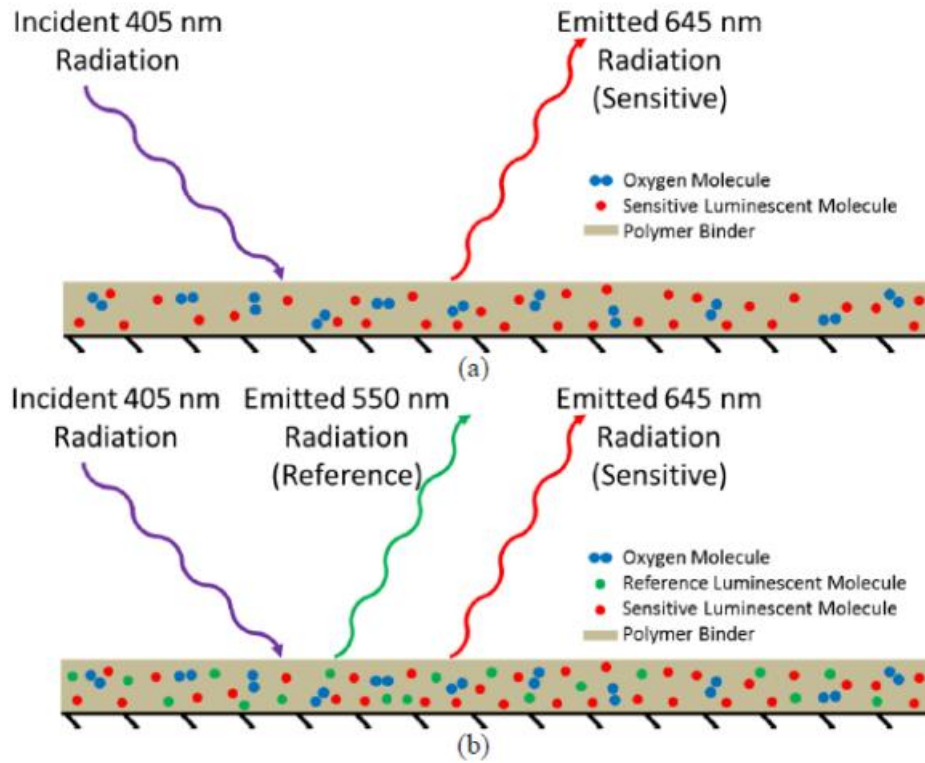 Incident 405 nm
Radiation
Emitted 645 nm
Radiation
(Sensitive)
Oxygen Molecule
Sensitive Luminescent Molecule
Polymer Binder
(a)
Incident 405 nm
Radiation
Emitted 550 nm
Radiation
(Reference)
Emitted 645 nm
Radiation
(Sensitive)
Oxygen Molecule
Reference Luminescent Molecule
Sensitive Luminescent Molecule
Polymer Binder
(b)